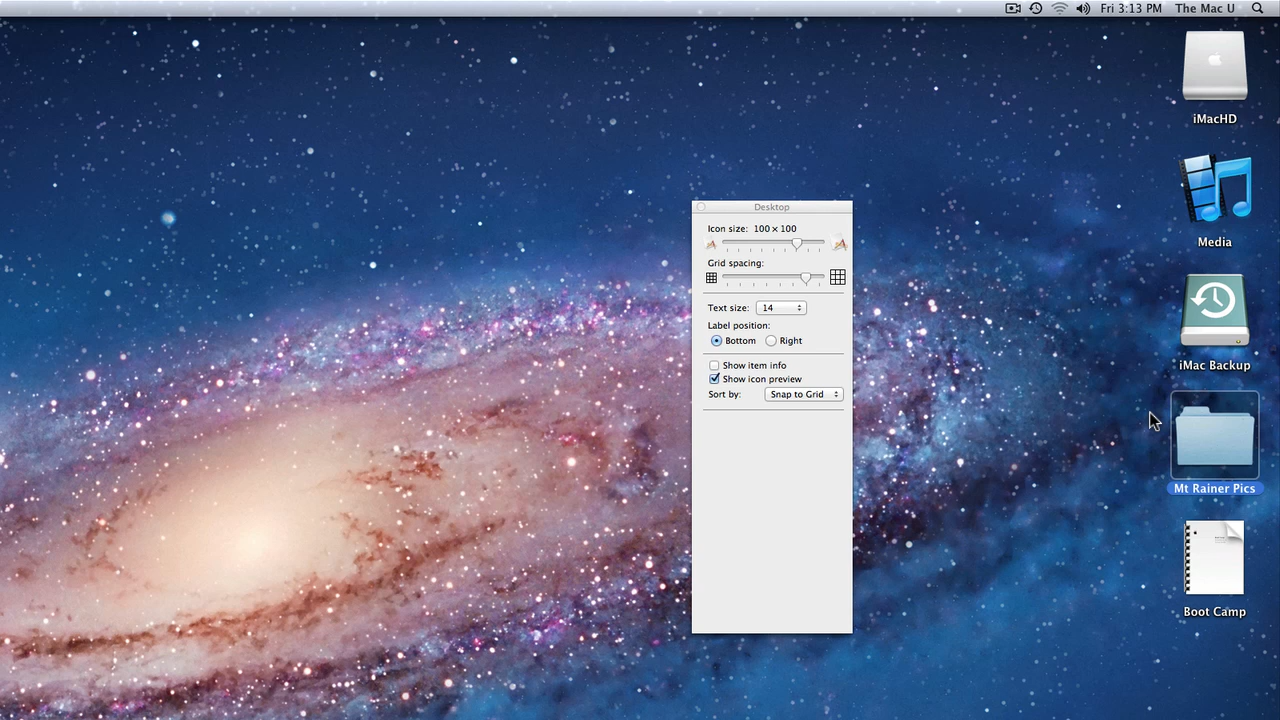 Fri 3:13 PM The Mac U
iMacHD
Media
iMac Backup
Mt Rainer Pics
Boot Camp
Desktop
Icon size: 100 × 100
Grid spacing:
Text size: 14
Label position:
Bottom Right
Show item info
Show icon preview
Sort by: Snap to Grid